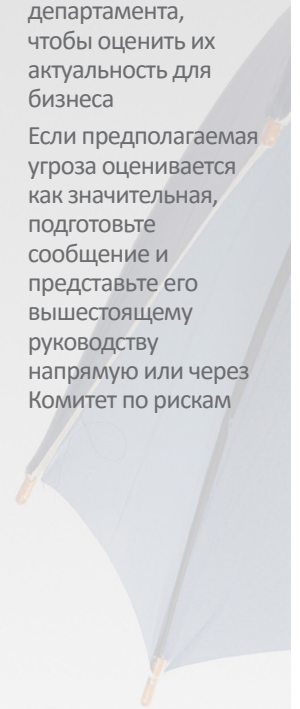 департамента,
чтобы оценить их
актуальность для
бизнеса
Если предполагаемая
угроза оценивается
как значительная,
подготовьте
сообщение и
представьте его
вышестоящему
руководству
напрямую или через
Комитет по рискам